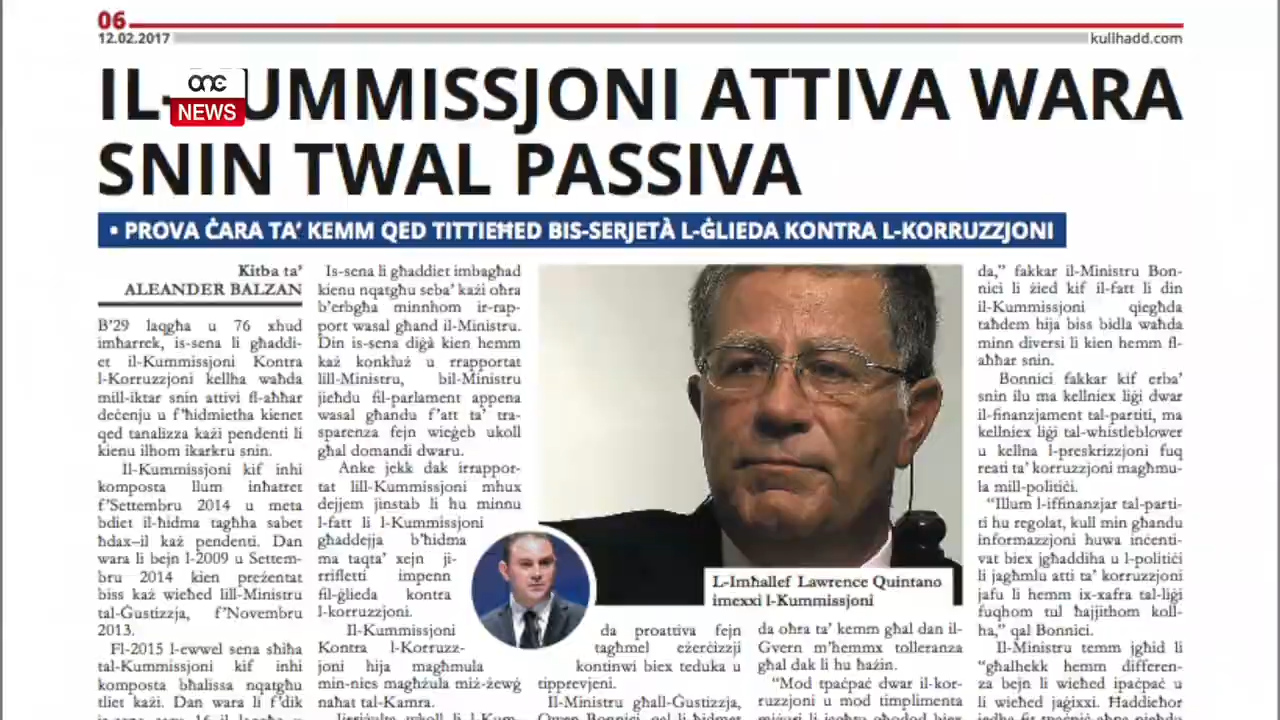 06
12.02.2017
kullhadd.com
one
NEWS
IL-KUMMISSJONI ATTIVA WARA
SNIN TWAL PASSIVA
• PROVA ĊARA TA’ KEMM QED TITTIEĦED BIS-SERJETÀ L-ĠLIEDA KONTRA L-KORRUZZJONI
Kitba ta’
ALEANDER BALZAN
B’29 laqgħa u 76 xhud
imħarrek, is-sena li għaddi-
et il-Kummissjoni Kontra
l-Korruzzjoni kellha waħda
mill-iktar snin attivi fl-aħħar
deċenju u f’ħidmietha kienet
qed tanalizza każi pendenti li
kienu ilhom ikarkru snin.
Il-Kummissjoni kif inhi
komposta llum inħatret
f’Settembru 2014 u meta
bdiet il-ħidma tagħha sabet
ħdax-il każ pendenti. Dan
wara li bejn l-2009 u Settem-
bru 2014 kien preżentat
biss każ wieħed lill-Ministru
tal-Ġustizzja, f’Novembru
2013.
Fl-2015 l-ewwel sena sħiħa
tal-Kummissjoni kif inhi
komposta bħalissa nqatgħu
tliet każi. Dan wara li f’dik
Is-sena li għaddiet imbagħad
kienu nqatgħu seba’ każi oħra
b’erbgħa minnhom ir-rap-
port wasal għand il-Ministru.
Din is-sena diġà kien hemm
każ konkluż u rrapportat
lill-Ministru, bil-Ministru
jieħdu fil-parlament appena
wasal għandu f’att ta’ tra-
sparenza fejn wieġeb ukoll
għal domandi dwaru.
Anke jekk dak irrappor-
tat lill-Kummissjoni mhux
dejjem jinstab li hu minnu
l-fatt li l-Kummissjoni
għaddejja b’ħidma
ma taqta’ xejn ji-
rrifletti impenn
fil-ġlieda kontra
l-korruzzjoni.
Il-Kummissjoni
Kontra l-Korruzz-
joni hija magħmula
min-nies magħżula miż-żewġ
naħat tal-Kamra.
L-Imħallef Lawrence Quintano
imexxi l-Kummissjoni
da proattiva fejn
tagħmel eżerċizzji
kontinwi biex teduka u
tipprevjeni.
Il-Ministru għall-Ġustizzja,
Owen Bonnici, qal li ħidmet
da oħra ta’ kemm għal dan il-
Gvern m’hemmx tolleranza
għal dak li hu ħażin.
“Mod tpaċpaċ dwar il-kor-
ruzzjoni u mod timplimenta
da,” fakkar il-Ministru Bon-
nici li żied kif il-fatt li din
il-Kummissjoni qiegħda
taħdem hija biss bidla waħda
minn diversi li kien hemm fl-
aħħar snin.
Bonnici fakkar kif erba’
snin ilu ma kellniex liġi dwar
il-finanzjament tal-partiti, ma
kellniex liġi tal-whistleblower
u kellna l-preskrizzjoni fuq
reati ta’ korruzzjoni magħmu-
la mill-politiċi.
“Illum l-iffinanzjar tal-parti-
ti hu regolat, kull min għandu
informazzjoni huwa inċenti-
vat biex jgħaddiha u l-politiċi
li jagħmlu atti ta’ korruzzjoni
jafu li hemm ix-xafra tal-liġi
fuqhom tul ħajjithom koll-
ha,” qal Bonnici.
Il-Ministru temm jgħid li
“għalhekk hemm differen-
za bejn li wieħed ipaċpaċ u
li wieħed jaġixxi. Ħaddieħor